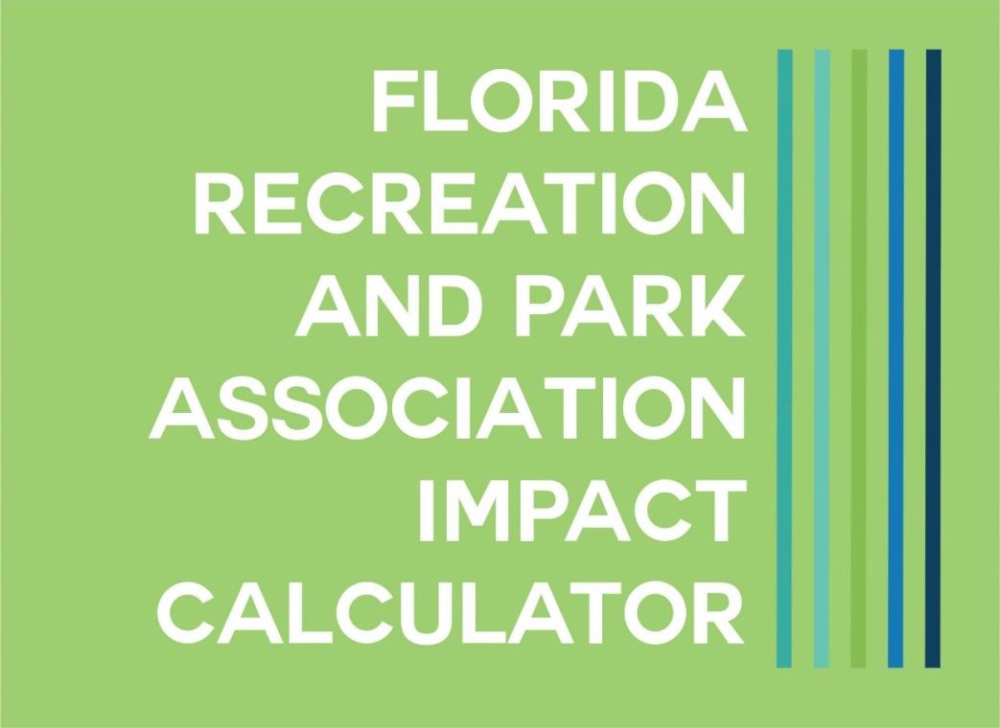 FLORIDA
RECREATION
AND PARK
ASSOCIATION
IMPACT
CALCULATOR